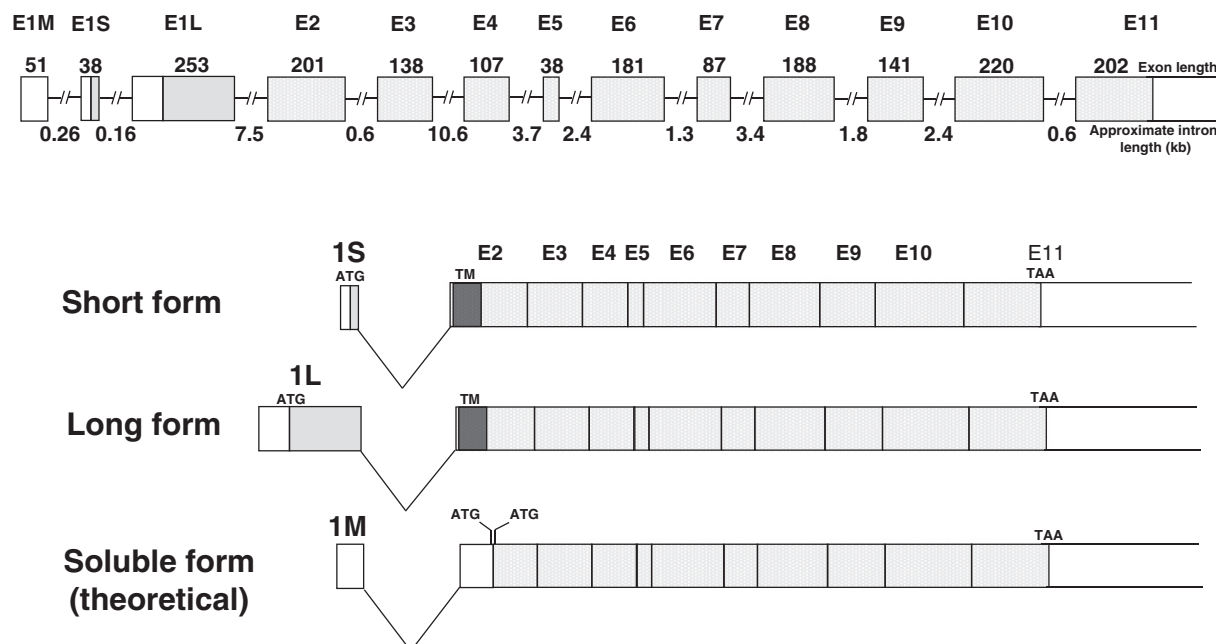 E1M E1S E1L E2 E3 E4 E5 E6 E7 E8 E9 E10 E11
51 38 253 201 138 107 38 181 87 188 141 220 202 Exon length
0.26 0.16 7.5 0.6 10.6 3.7 2.4 1.3 3.4 1.8 2.4 0.6 Approximate intron
length (kb)
1S E2 E3 E4 E5 E6 E7 E8 E9 E10 E11
ATG TM TAA
Short form
1L
ATG TM TAA
Long form
1M ATG ATG
TAA
Soluble form
(theoretical)